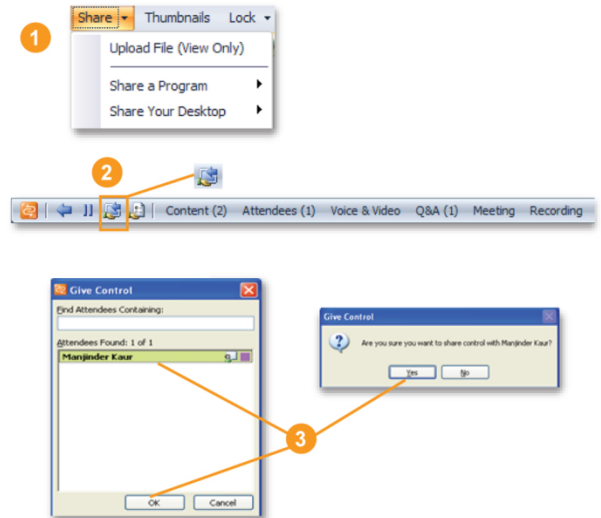 Share Thumbnails Lock
1
Upload File (View Only)
Share a Program
Share Your Desktop
2
Content (2) Attendees (1) Voice & Video Q&A (1) Meeting Recording
Give Control
Find Attendees Containing:
Attendees Found: 1 of 1
Manjinder Kaur
OK Cancel
Give Control
Are you sure you want to share control with Manjinder Kaur?
Yes No
3